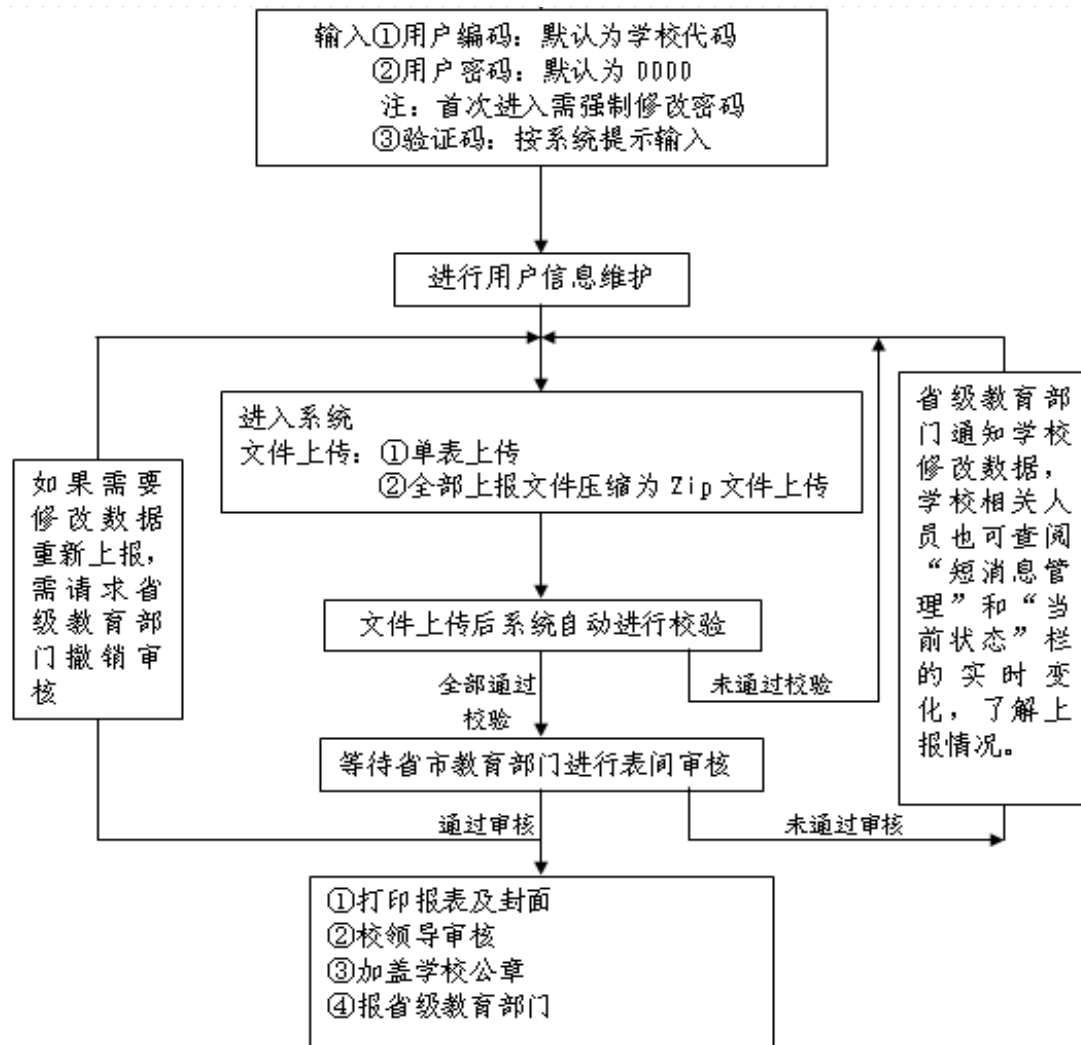 输入①用户编码：默认为学校代码
②用户密码：默认为0000
注：首次进入需强制修改密码
③验证码：按系统提示输入
进行用户信息维护
进入系统
文件上传：①单表上传
②全部上报文件压缩为Zip文件上传
如果需要
修改数据
重新上报，
需请求省
级教育部
门撤销审
核
省级教育部
门通知学校
修改数据，
学校相关人
员也可查阅
“短消息管
理”和“当
前状态”栏
的实时变
化，了解上
报情况。
文件上传后系统自动进行校验
全部通过
校验
未通过校验
等待省市教育部门进行表间审核
通过审核
未通过审核
①打印报表及封面
②校领导审核
③加盖学校公章
④报省级教育部门